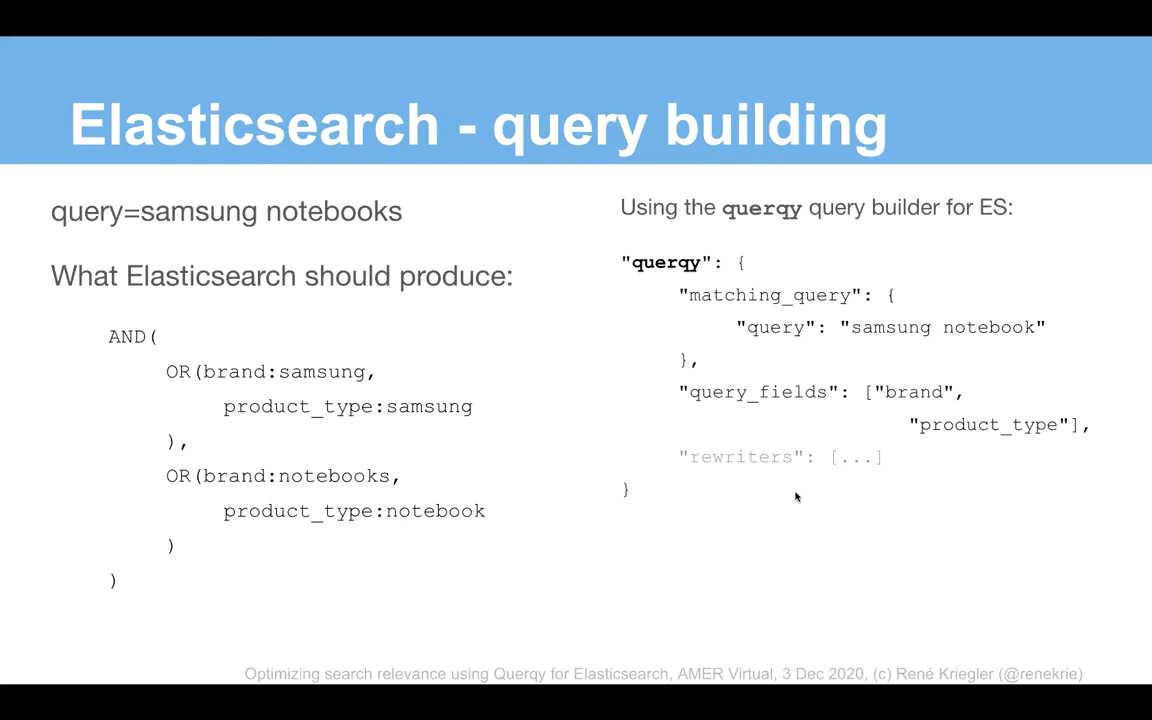 Elasticsearch - query building
query=samsung notebooks
What Elasticsearch should produce:
AND(
OR(brand:samsung,
product_type:samsung
),
OR(brand:notebooks,
product_type:notebook
)
)
Using the querqy query builder for ES:
"querqy": {
"matching_query": {
"query": "samsung notebook"
},
"query_fields": ["brand",
"product_type"],
"rewriters": [...]
}
Optimizing search relevance using Querqy for Elasticsearch, AMER Virtual, 3 Dec 2020, (c) René Kriegler (@renekrie)